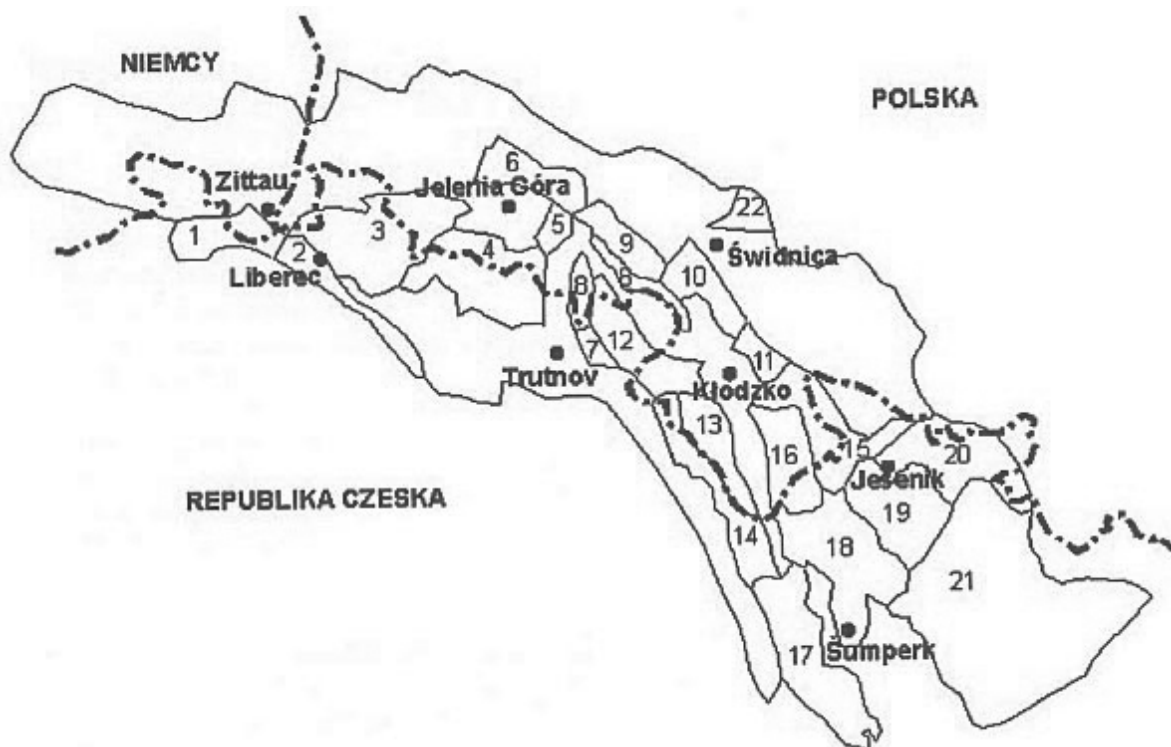 NIEMCY
POLSKA
6
Zittau
Jelenia Góra
22
1
3
5
9
2
4
Świdnica
Liberec
8
10
8
12
7
11
Trutnov
Kłodzko
13
16
15
20
Jesenik
REPUBLIKA CZESKA
19
14
18
21
17
Šumperk